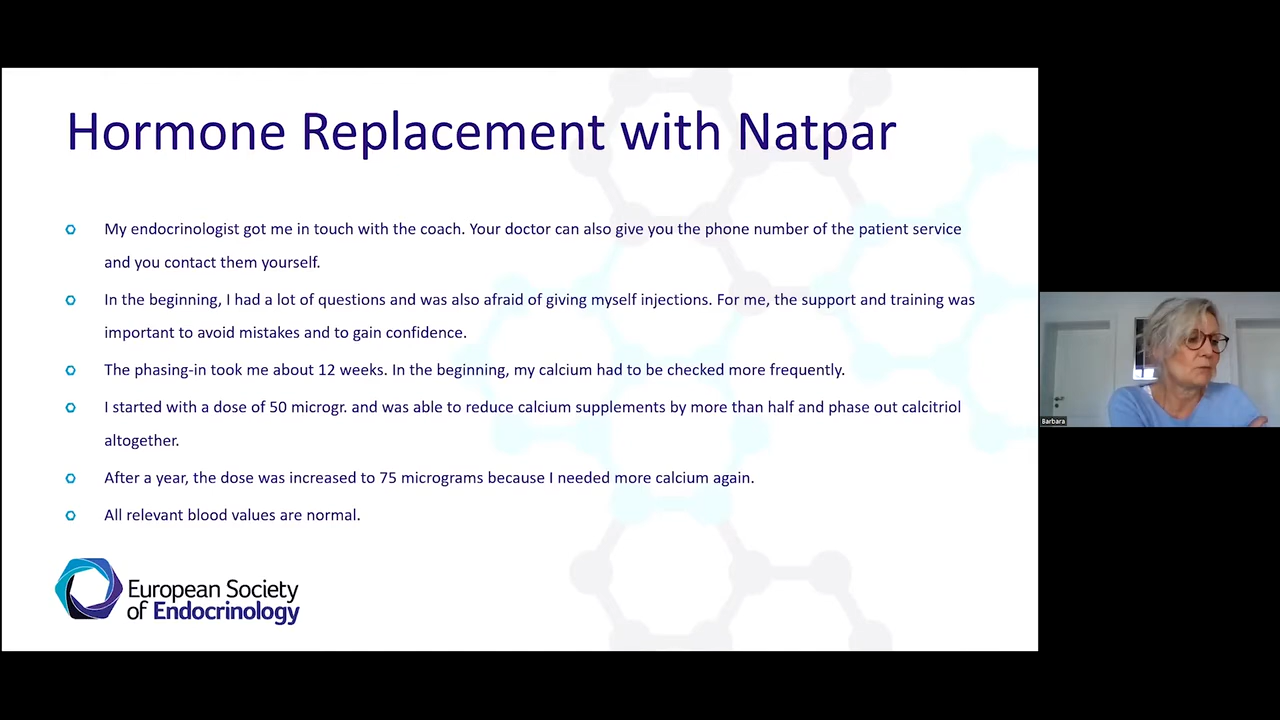 Hormone Replacement with Natpar
My endocrinologist got me in touch with the coach. Your doctor can also give you the phone number of the patient service
and you contact them yourself.
In the beginning, I had a lot of questions and was also afraid of giving myself injections. For me, the support and training was
important to avoid mistakes and to gain confidence.
The phasing-in took me about 12 weeks. In the beginning, my calcium had to be checked more frequently.
I started with a dose of 50 microgr. and was able to reduce calcium supplements by more than half and phase out calcitriol
altogether.
After a year, the dose was increased to 75 micrograms because I needed more calcium again.
All relevant blood values are normal.
European Society
of Endocrinology
Barbara